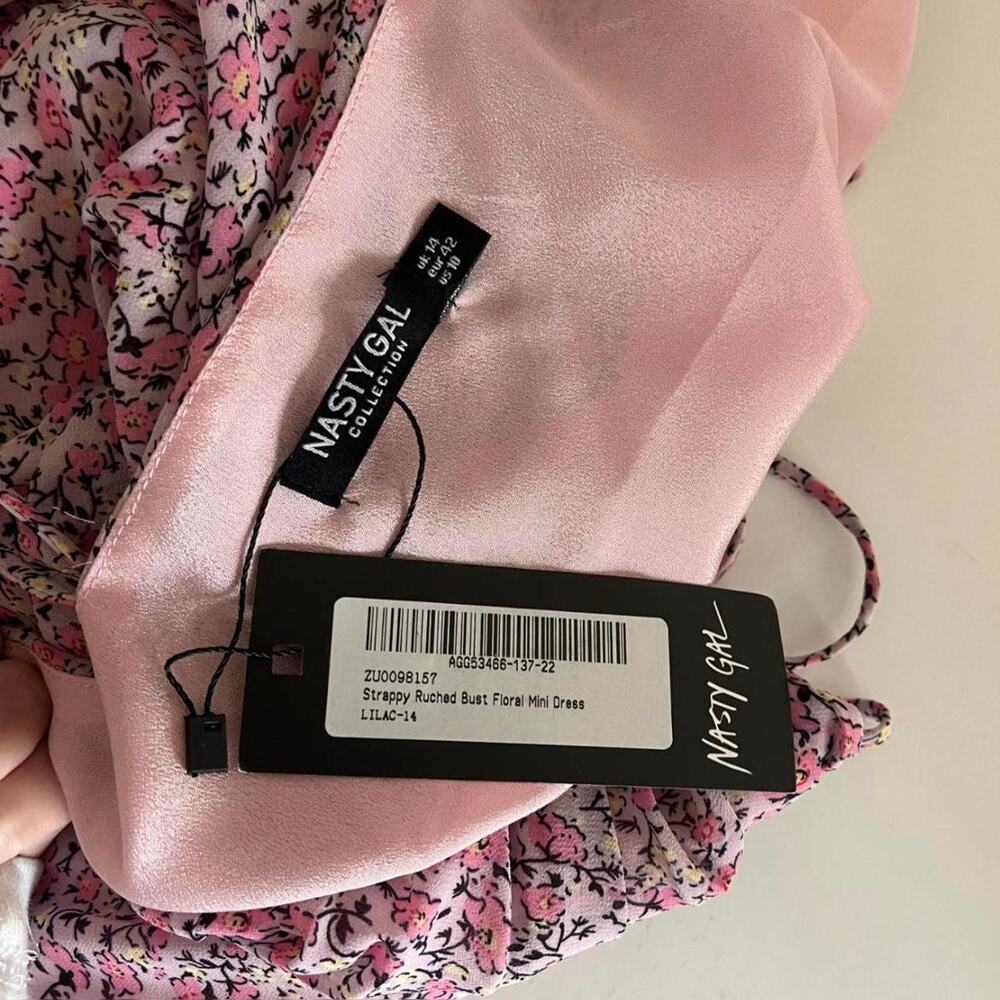 uk 14
eur 42
us 10
NASTY GAL
COLLECTION
AGG53466-137-22
ZU0098157
Strappy Ruched Bust Floral Mini Dress
LILAC-14
NASTY GAL